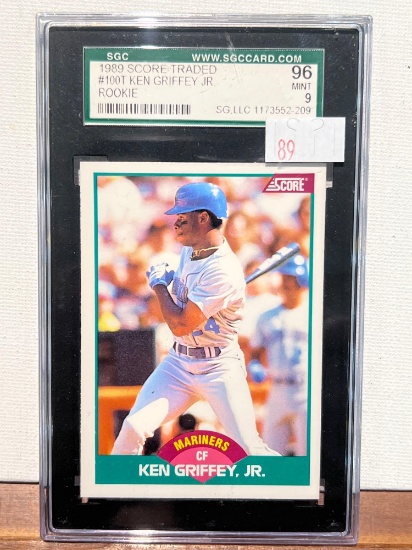 SGC
WWW.SGCCARD.COM
1989 SCORE TRADED
96
#100T KEN GRIFFEY JR.
MINT
ROOKIE
9
SG,LLC 1173552-209
89
SCORE
24
MARINERS
CF
KEN GRIFFEY, JR.